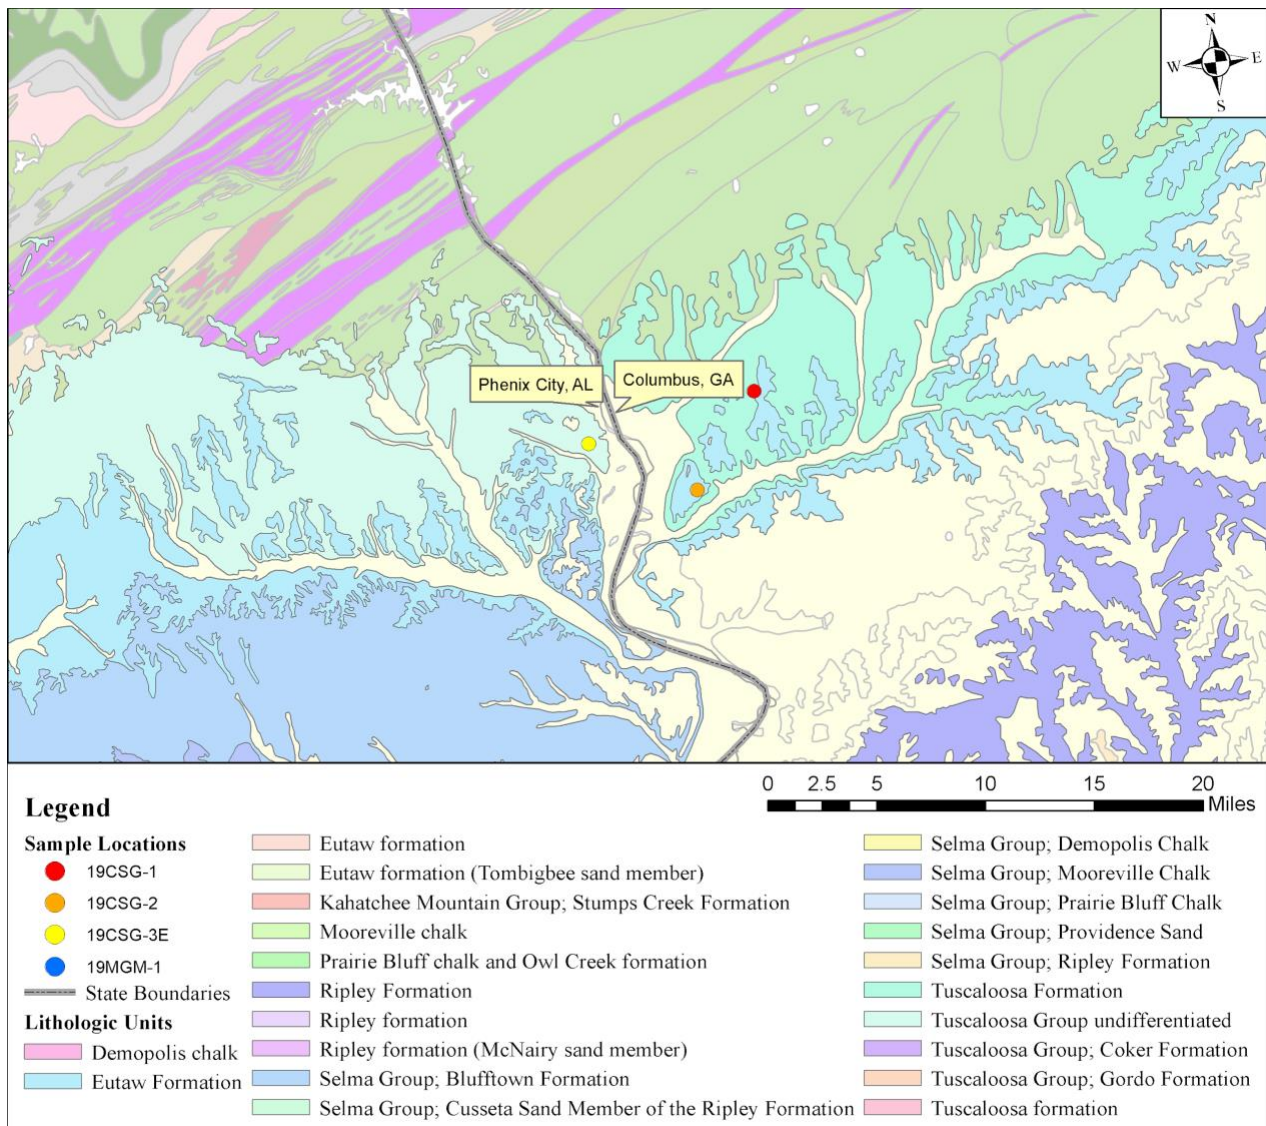 N
W E
S
Phenix City, AL
Columbus, GA
0 2.5 5 10 15 20
Miles
Legend
Sample Locations
19CSG-1
19CSG-2
19CSG-3E
19MGM-1
State Boundaries
Lithologic Units
Demopolis chalk
Eutaw Formation
Eutaw formation
Eutaw formation (Tombigbee sand member)
Kahatchee Mountain Group; Stumps Creek Formation
Mooreville chalk
Prairie Bluff chalk and Owl Creek formation
Ripley Formation
Ripley formation
Ripley formation (McNairy sand member)
Selma Group; Blufftown Formation
Selma Group; Cusseta Sand Member of the Ripley Formation
Selma Group; Demopolis Chalk
Selma Group; Mooreville Chalk
Selma Group; Prairie Bluff Chalk
Selma Group; Providence Sand
Selma Group; Ripley Formation
Tuscaloosa Formation
Tuscaloosa Group undifferentiated
Tuscaloosa Group; Coker Formation
Tuscaloosa Group; Gordo Formation
Tuscaloosa formation